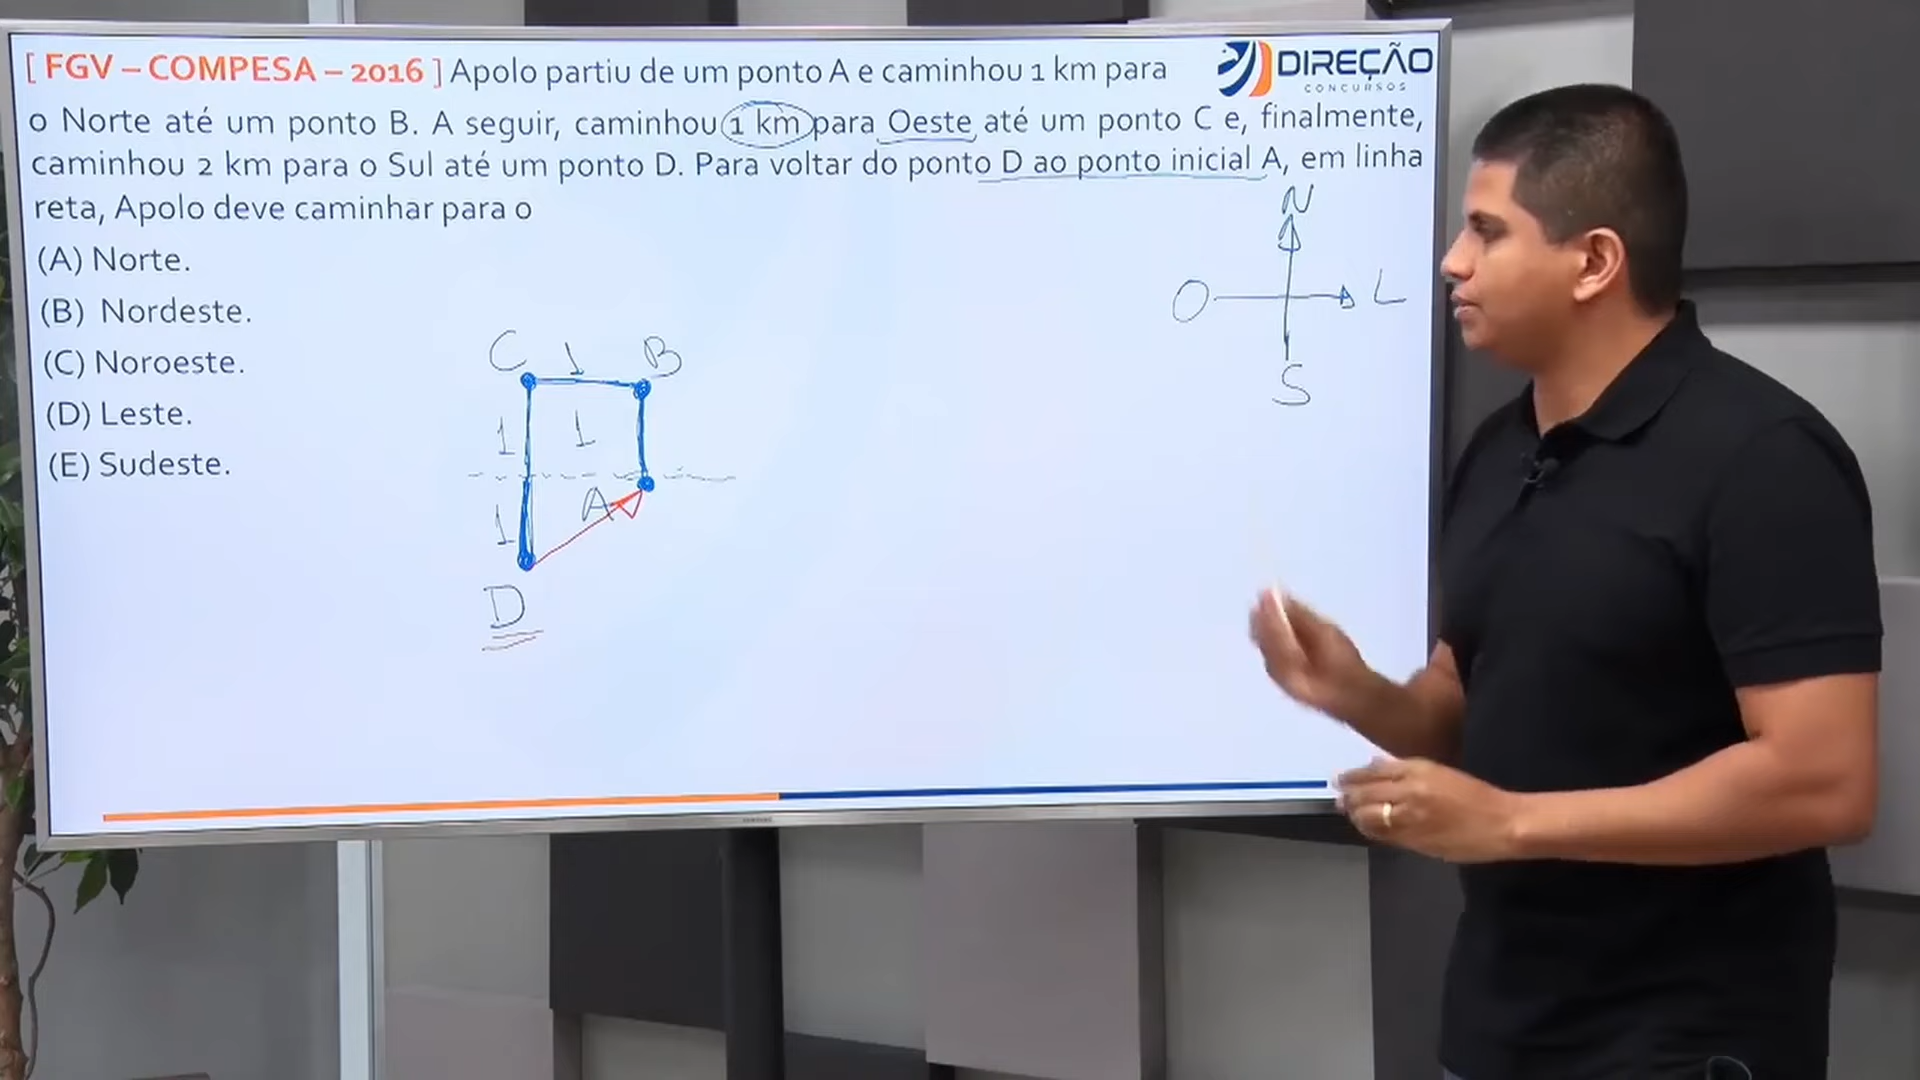 [ FGV – COMPESA – 2016 ] Apolo partiu de um ponto A e caminhou 1 km para
DIREÇÃO
CONCURSOS
o Norte até um ponto B. A seguir, caminhou 1 km para Oeste até um ponto C e, finalmente,
caminhou 2 km para o Sul até um ponto D. Para voltar do ponto D ao ponto inicial A, em linha
reta, Apolo deve caminhar para o
(A) Norte.
(B) Nordeste.
(C) Noroeste.
(D) Leste.
(E) Sudeste.
N
O L
S
C 1 B
1 1
1 A
D